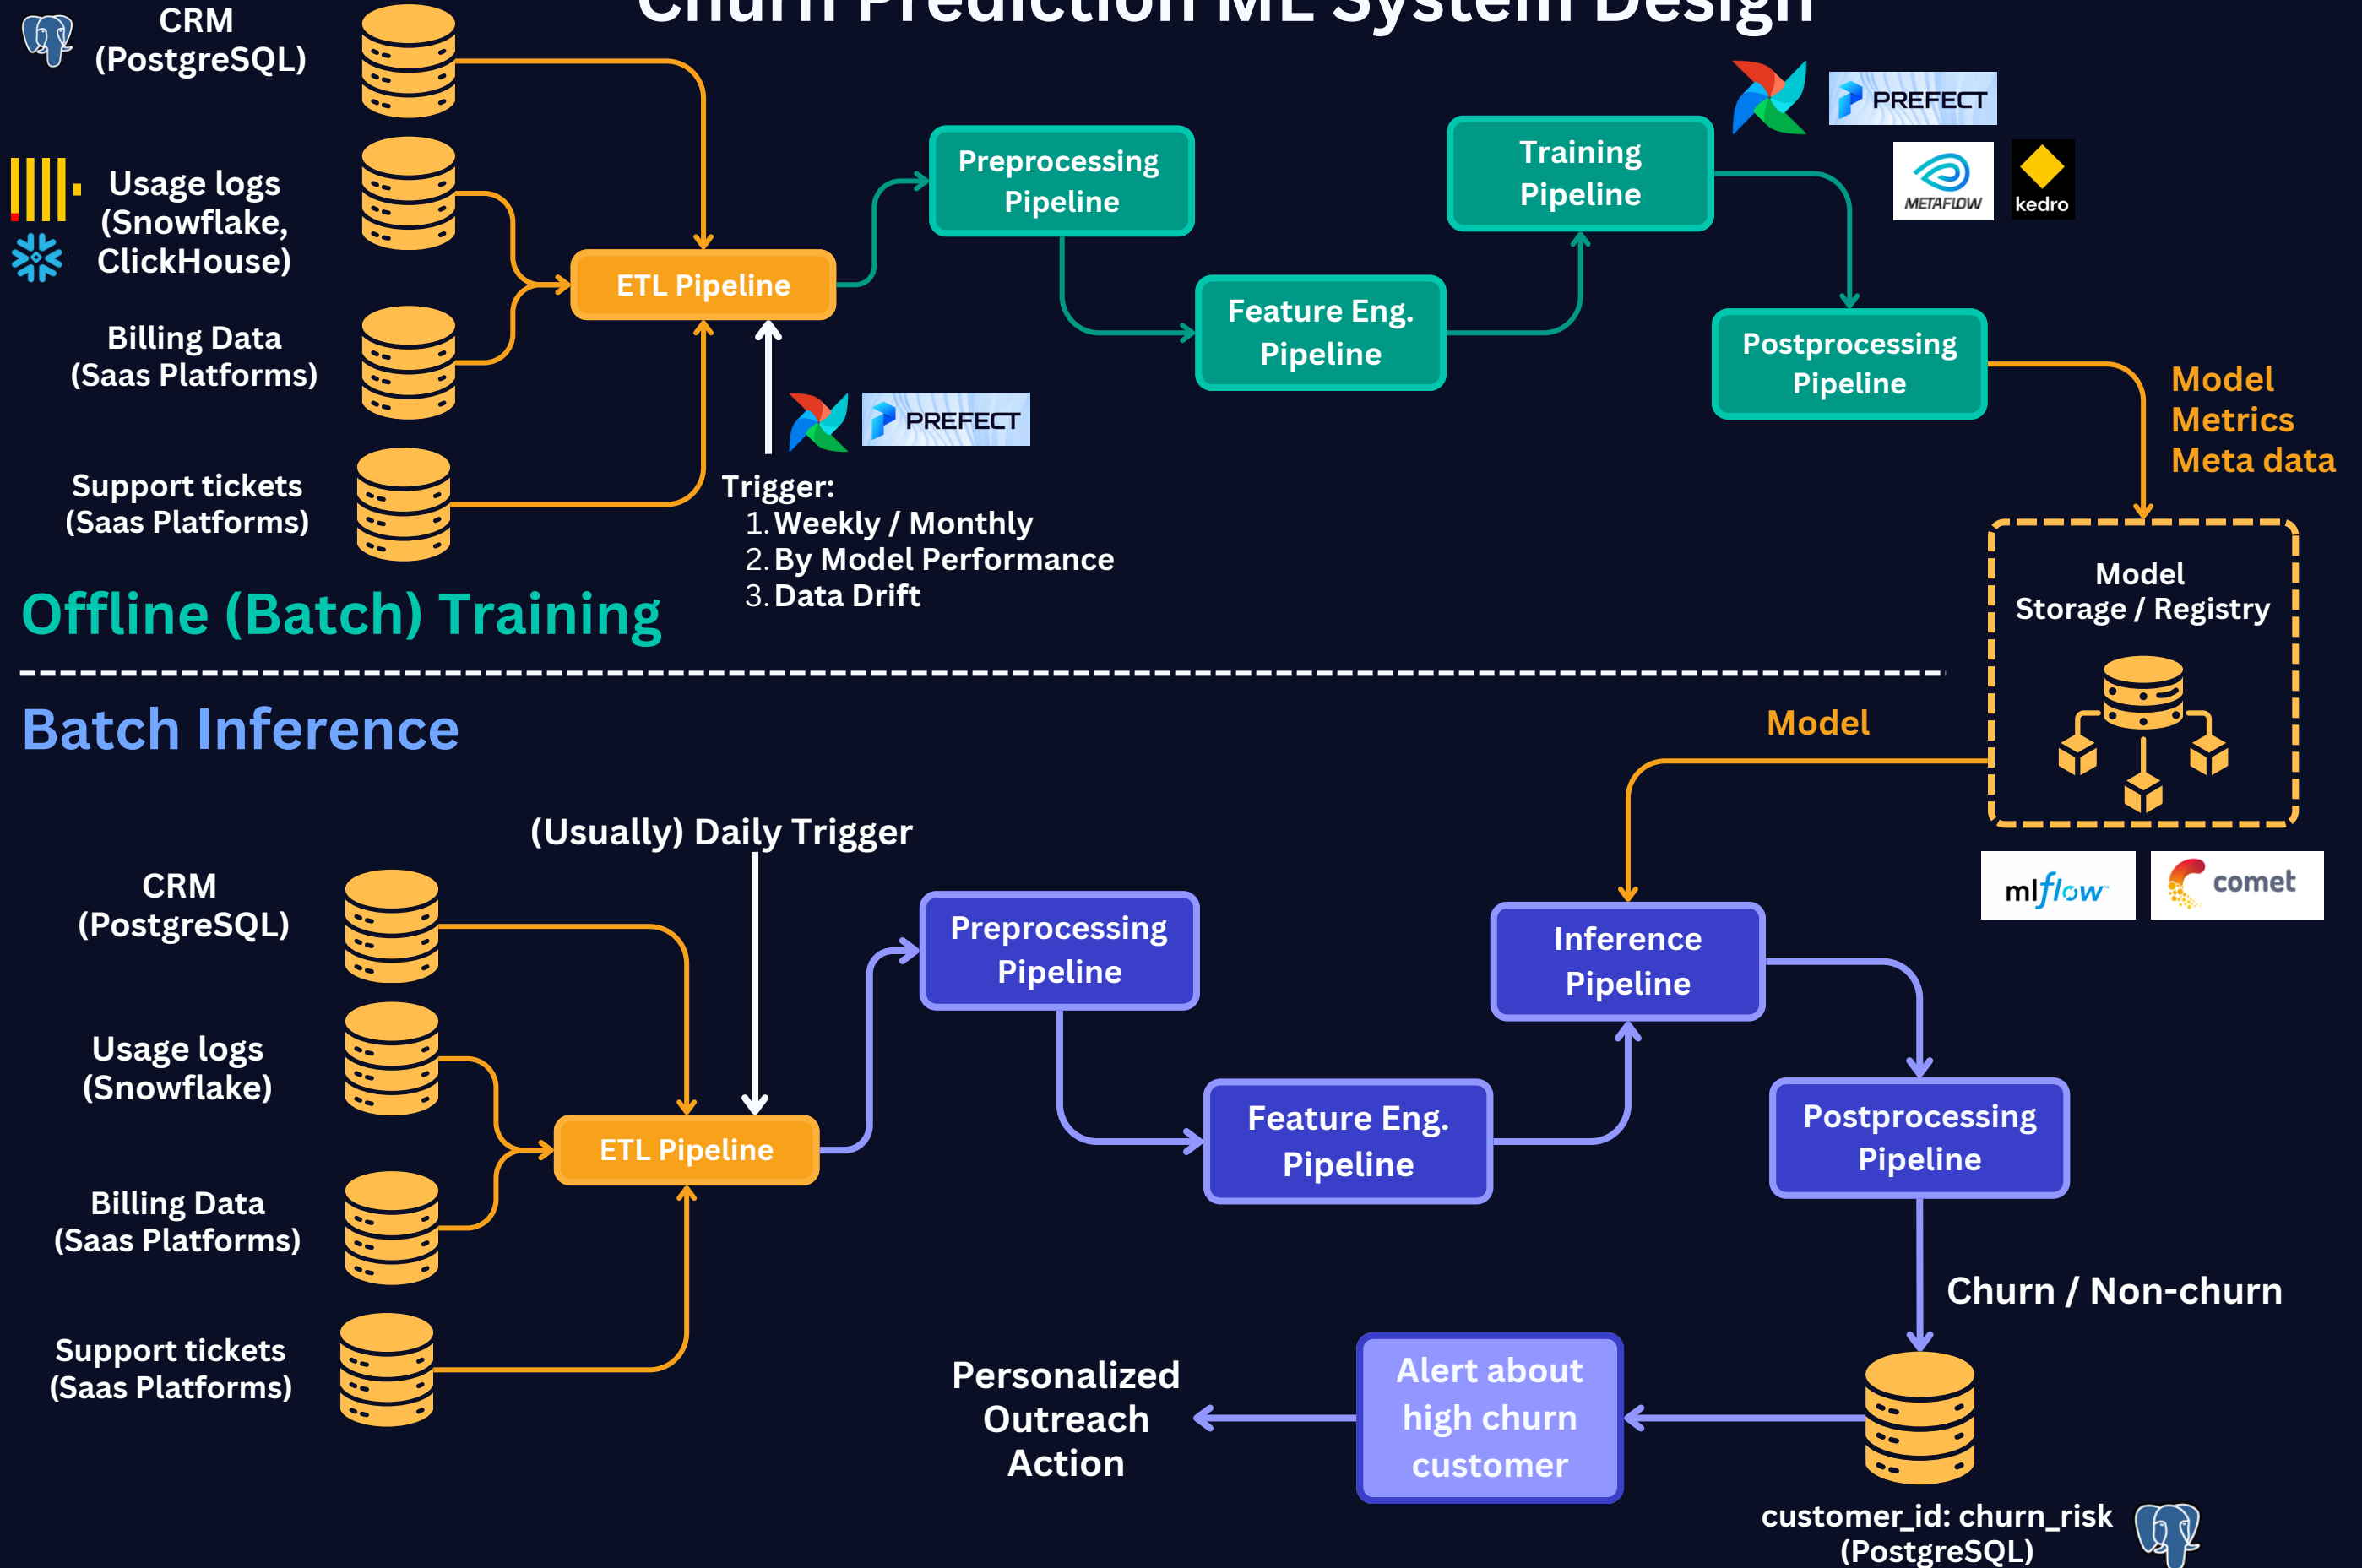 Churn Prediction ML System Design
CRM
(PostgreSQL)
Usage logs
(Snowflake,
ClickHouse)
Billing Data
(Saas Platforms)
Support tickets
(Saas Platforms)
ETL Pipeline
PREFECT
Trigger:
1. Weekly / Monthly
2. By Model Performance
3. Data Drift
Preprocessing
Pipeline
Feature Eng.
Pipeline
Training
Pipeline
PREFECT
METAFLOW
kedro
Postprocessing
Pipeline
Model
Metrics
Meta data
Model
Storage / Registry
mlflow
comet
Offline (Batch) Training
Batch Inference
Model
(Usually) Daily Trigger
CRM
(PostgreSQL)
Usage logs
(Snowflake)
Billing Data
(Saas Platforms)
Support tickets
(Saas Platforms)
ETL Pipeline
Preprocessing
Pipeline
Feature Eng.
Pipeline
Inference
Pipeline
Postprocessing
Pipeline
Churn / Non-churn
customer_id: churn_risk
(PostgreSQL)
Alert about
high churn
customer
Personalized
Outreach
Action